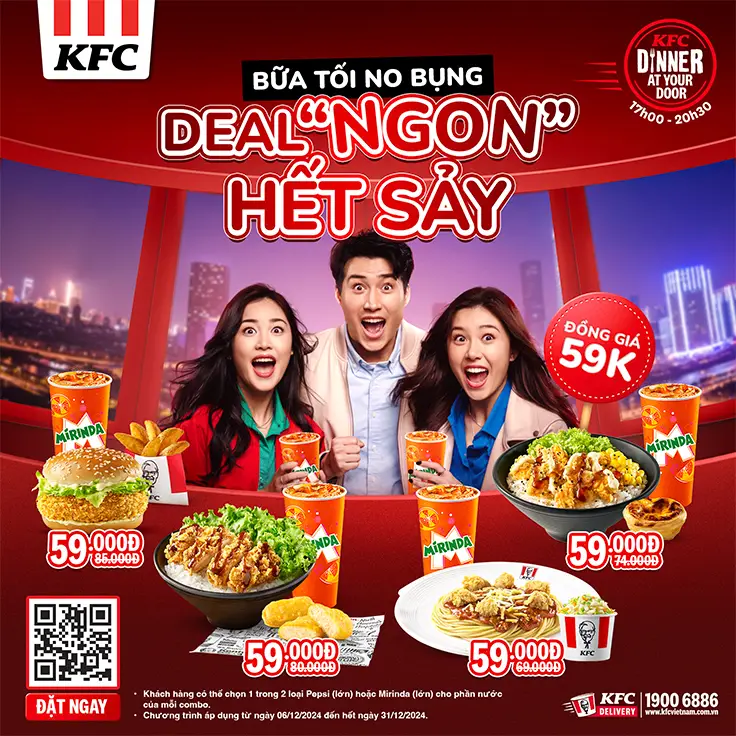 KFC
KFC
DINNER
AT YOUR
DOOR
17h00 - 20h30
BỮA TỐI NO BỤNG
DEAL "NGON"
HẾT SẢY
ĐỒNG GIÁ
59K
MIRINDA
KFC
MIRINDA
MIRINDA
MIRINDA
MIRINDA
MIRINDA
59.000Đ
85.000Đ
59.000Đ
74.000Đ
KFC
59.000Đ
80.000Đ
59.000Đ
69.000Đ
ĐẶT NGAY
• Khách hàng có thể chọn 1 trong 2 loại Pepsi (lớn) hoặc Mirinda (lớn) cho phần nước
của mỗi combo.
• Chương trình áp dụng từ ngày 06/12/2024 đến hết ngày 31/12/2024.
KFC
DELIVERY
1900 6886
www.kfcvietnam.com.vn